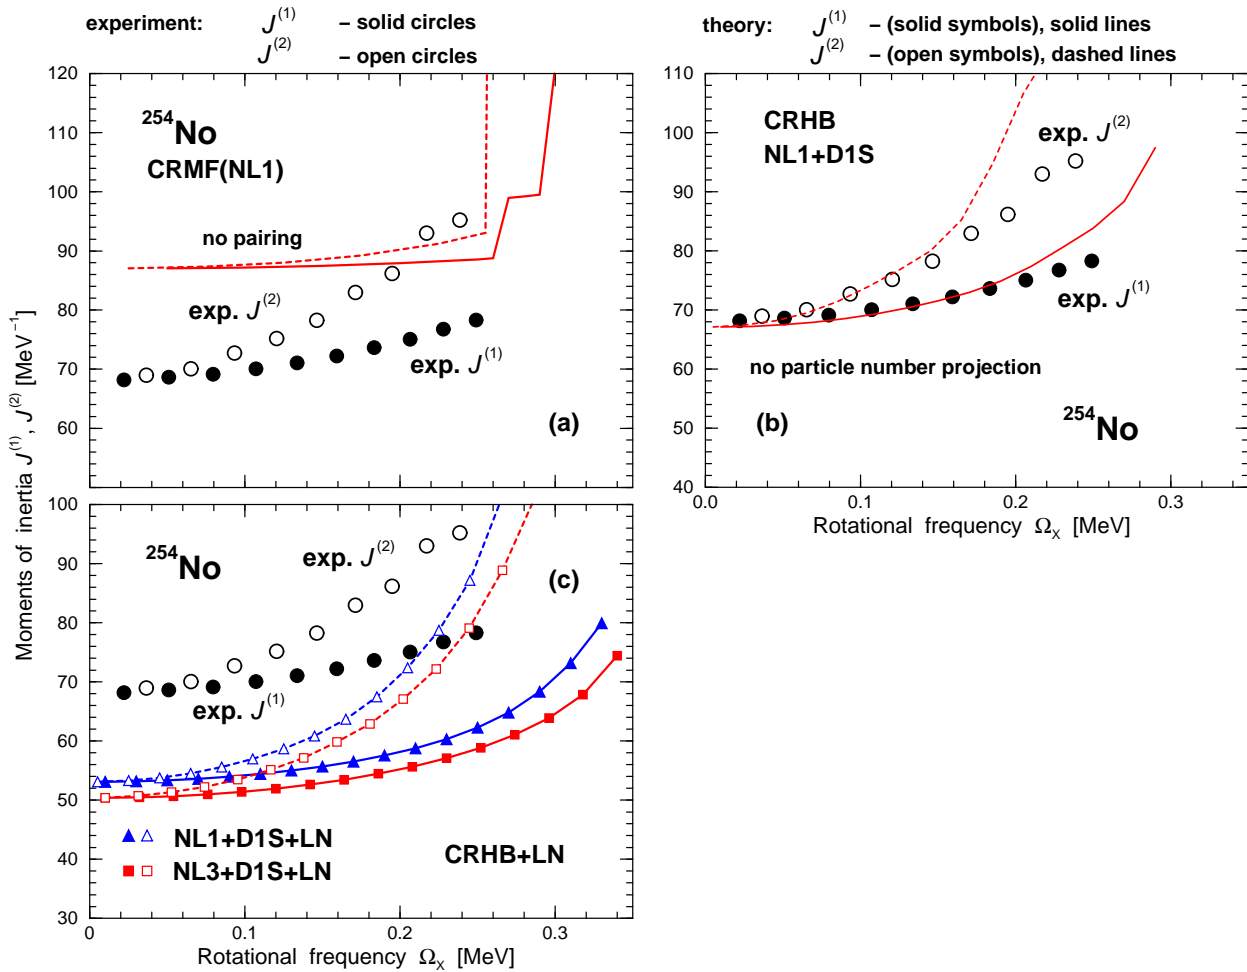 experiment: J(1) – solid circles
J(2) – open circles
theory: J(1) – (solid symbols), solid lines
J(2) – (open symbols), dashed lines
Moments of inertia J(1), J(2) [MeV−1]
120
110
100
90
80
70
60
254No
CRMF(NL1)
no pairing
exp. J(2)
exp. J(1)
(a)
110
100
90
80
70
60
50
40
CRHB
NL1+D1S
exp. J(2)
exp. J(1)
no particle number projection
(b)
254No
0.0 0.1 0.2 0.3
Rotational frequency Ωx [MeV]
100
90
80
70
60
50
40
30
254No
exp. J(2)
(c)
exp. J(1)
NL1+D1S+LN
NL3+D1S+LN
CRHB+LN
0 0.1 0.2 0.3
Rotational frequency Ωx [MeV]